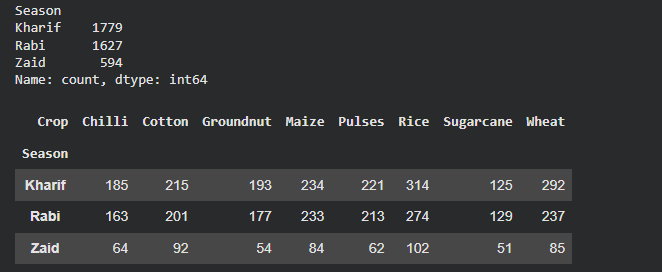 Season
Kharif 1779
Rabi 1627
Zaid 594
Name: count, dtype: int64
Crop Chilli Cotton Groundnut Maize Pulses Rice Sugarcane Wheat
Season
Kharif 185 215 193 234 221 314 125 292
Rabi 163 201 177 233 213 274 129 237
Zaid 64 92 54 84 62 102 51 85